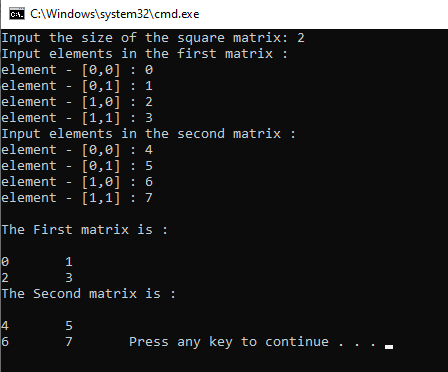 C:\Windows\system32\cmd.exe
Input the size of the square matrix: 2
Input elements in the first matrix :
element - [0,0] : 0
element - [0,1] : 1
element - [1,0] : 2
element - [1,1] : 3
Input elements in the second matrix :
element - [0,0] : 4
element - [0,1] : 5
element - [1,0] : 6
element - [1,1] : 7
The First matrix is :
0 1
2 3
The Second matrix is :
4 5
6 7 Press any key to continue . . .